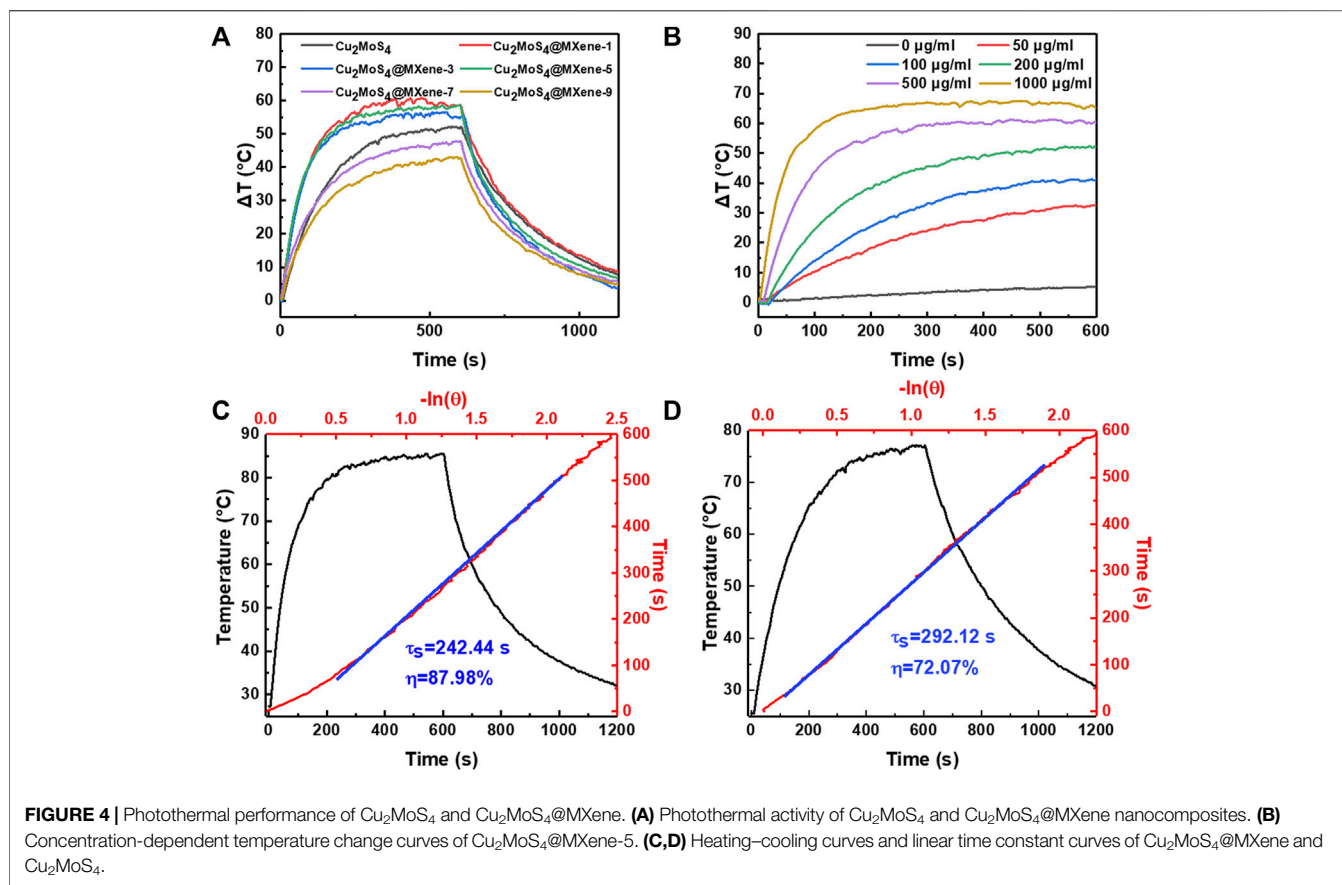 A
Cu₂MoS₄
Cu₂MoS₄@MXene-1
Cu₂MoS₄@MXene-3
Cu₂MoS₄@MXene-5
Cu₂MoS₄@MXene-7
Cu₂MoS₄@MXene-9
80
70
60
50
40
30
20
10
0
ΔT (°C)
0
500
1000
Time (s)
B
0 µg/ml
50 µg/ml
100 µg/ml
200 µg/ml
500 µg/ml
1000 µg/ml
90
80
70
60
50
40
30
20
10
0
ΔT (°C)
0
100
200
300
400
500
600
Time (s)
C
-ln(θ)
0.0
0.5
1.0
1.5
2.0
2.5
90
80
70
60
50
40
30
Temperature (°C)
600
500
400
300
200
100
0
Time (s)
τs=242.44 s
η=87.98%
0
200
400
600
800
1000
1200
Time (s)
D
-ln(θ)
0.0
0.5
1.0
1.5
2.0
80
70
60
50
40
30
Temperature (°C)
600
500
400
300
200
100
0
Time (s)
τs=292.12 s
η=72.07%
0
200
400
600
800
1000
1200
Time (s)
FIGURE 4 | Photothermal performance of Cu₂MoS₄ and Cu₂MoS₄@MXene. (A) Photothermal activity of Cu₂MoS₄ and Cu₂MoS₄@MXene nanocomposites. (B)
Concentration-dependent temperature change curves of Cu₂MoS₄@MXene-5. (C,D) Heating–cooling curves and linear time constant curves of Cu₂MoS₄@MXene and
Cu₂MoS₄.